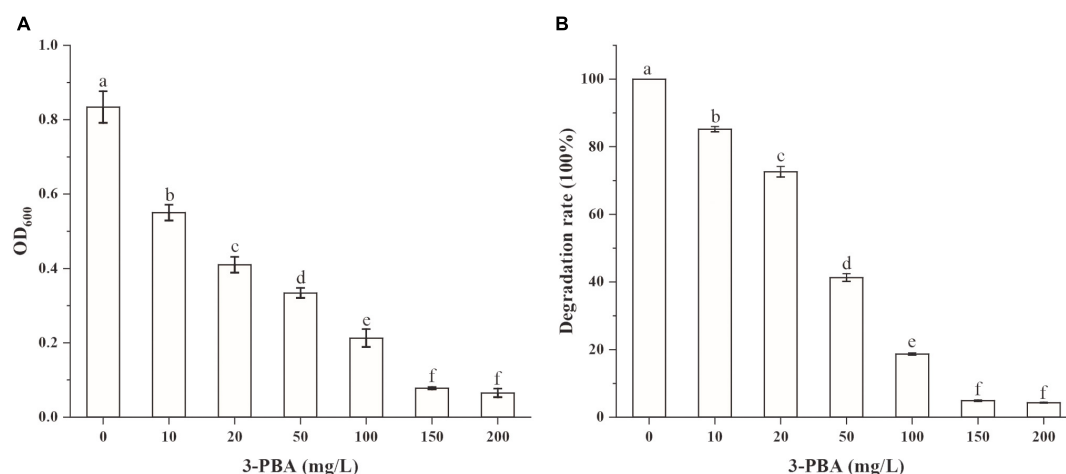 A
1.0
0.8
0.6
0.4
0.2
0.0
OD600
a
b
c
d
e
f
f
0 10 20 50 100 150 200
3-PBA (mg/L)
B
100
80
60
40
20
0
Degradation rate (100%)
a
b
c
d
e
f
f
0 10 20 50 100 150 200
3-PBA (mg/L)